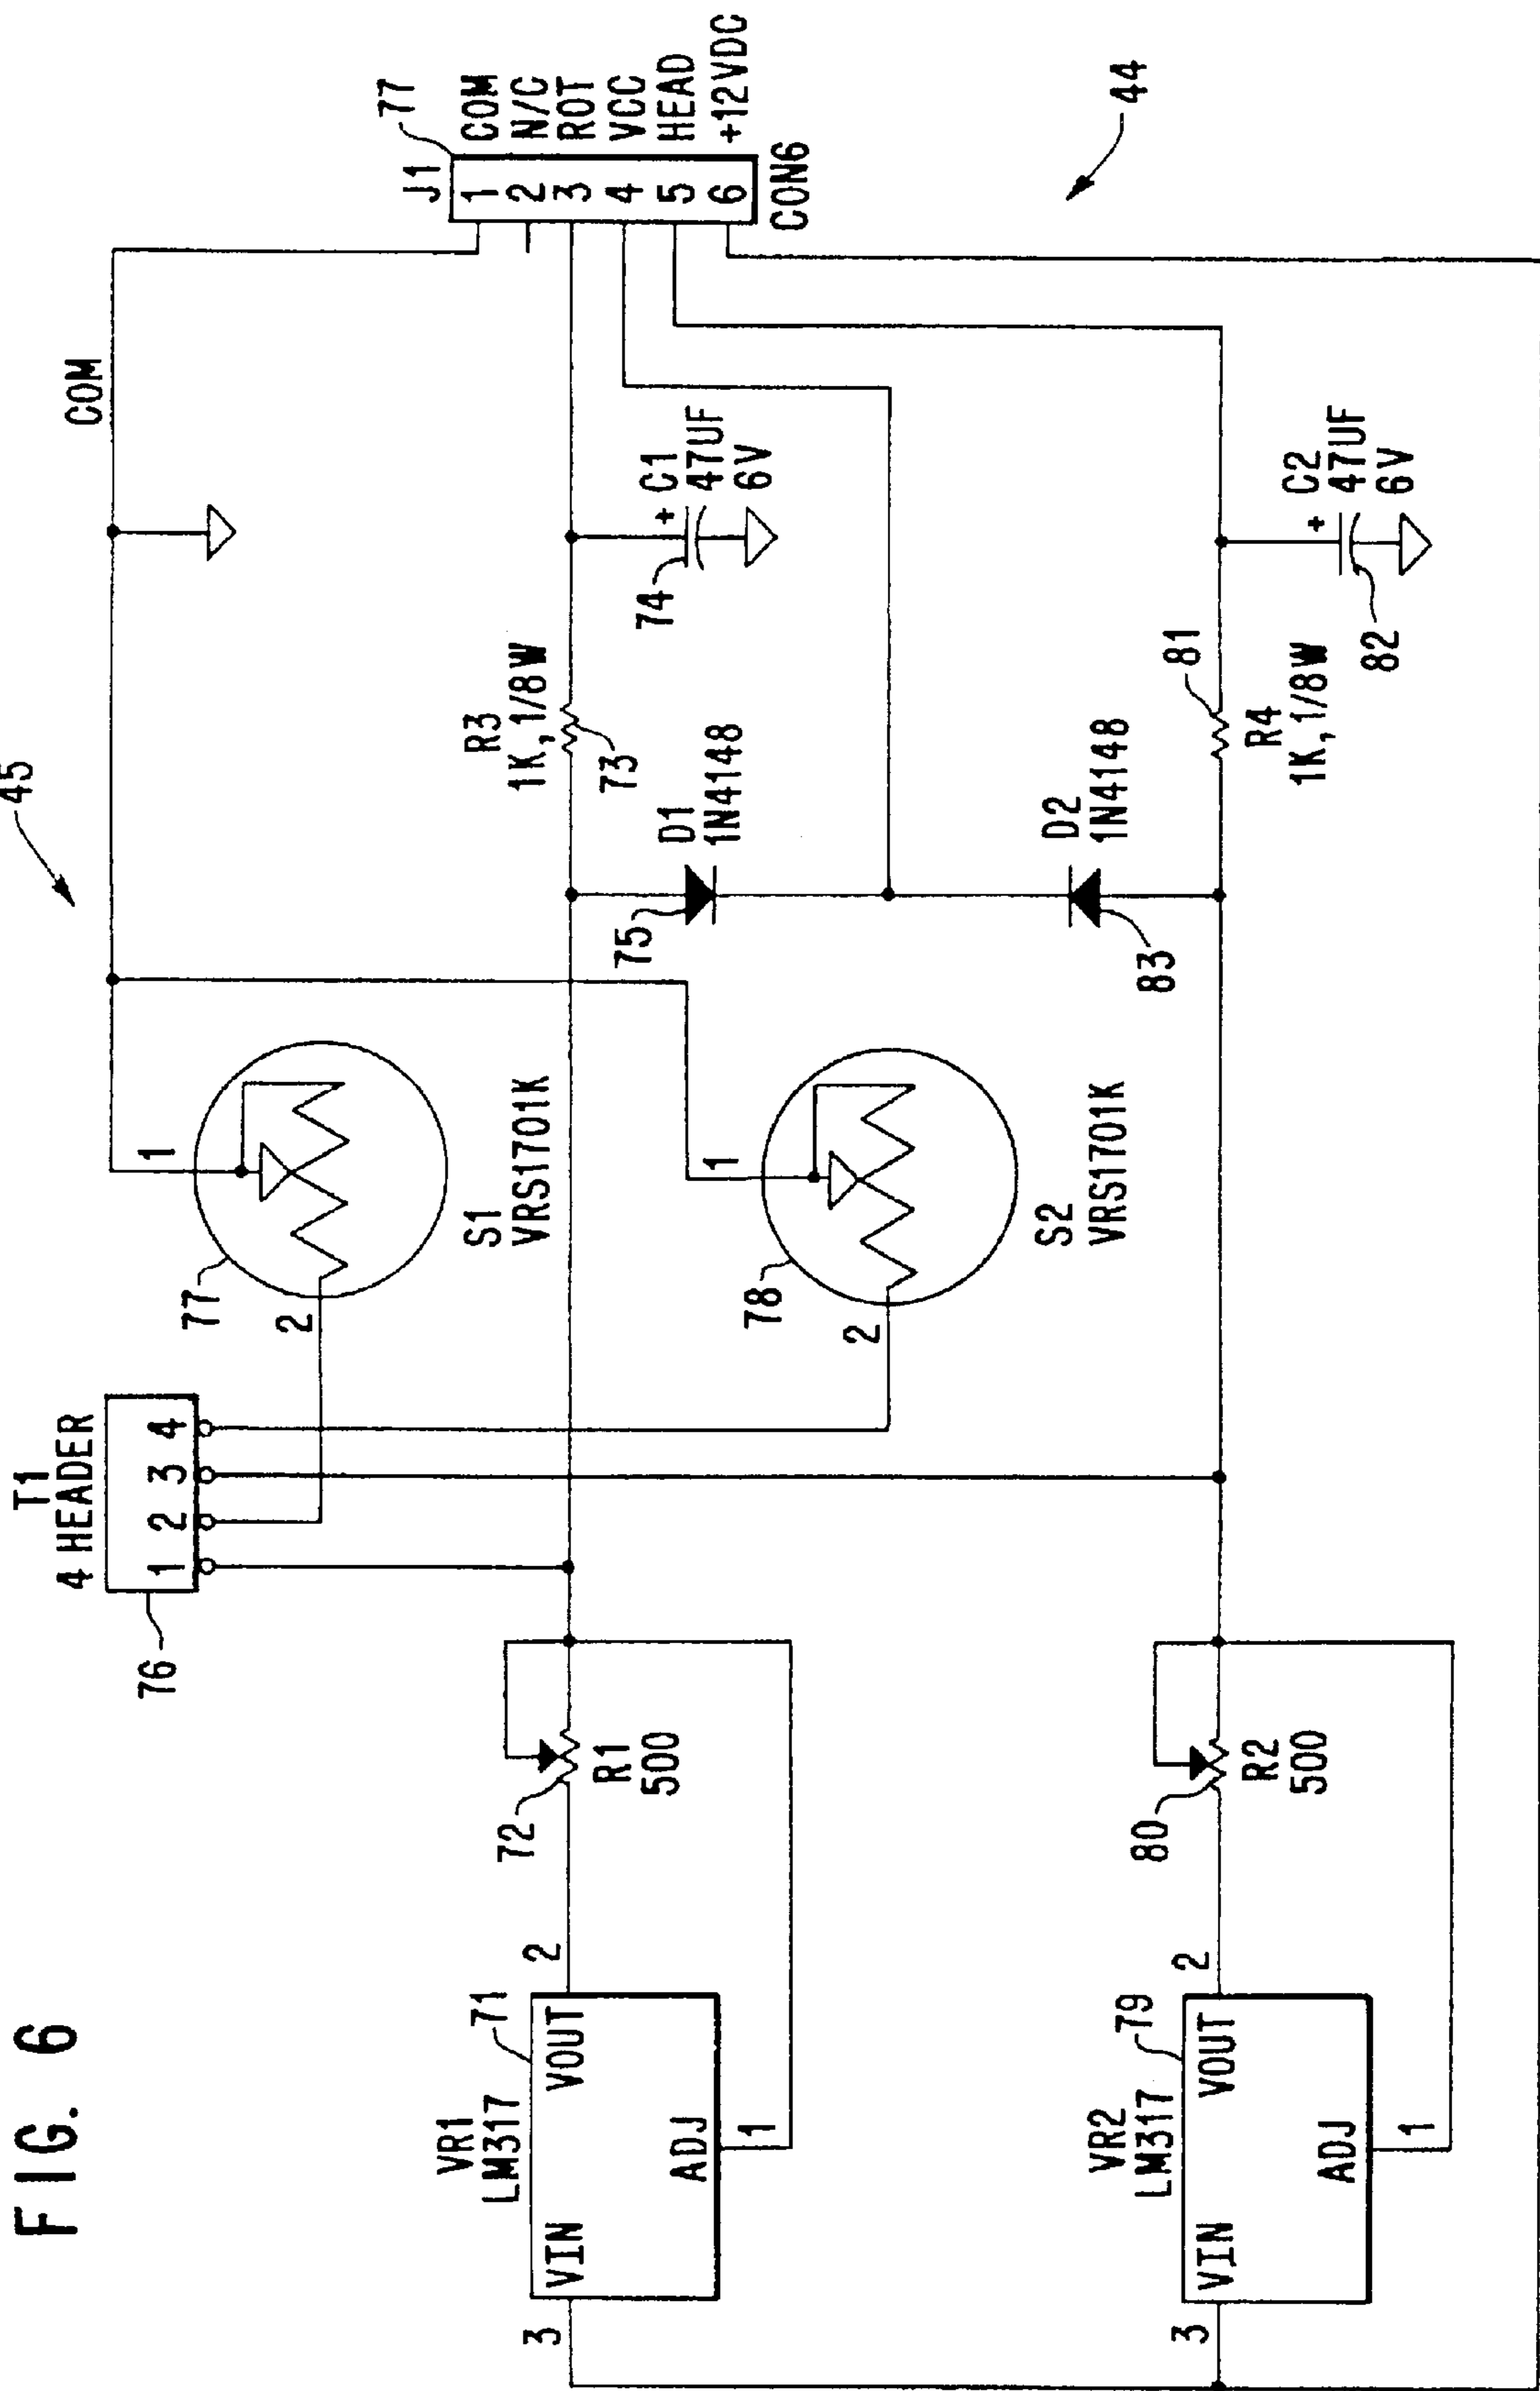 FIG. 6
45
44
T1
4 HEADER
1 2 3 4
76
77
1
2
S1
VRS1701K
78
1
2
S2
VRS1701K
COM
77
J1
1 COM
2 N/C
3 ROT
4 VCC
5 HEAD
6 +12VDC
CON6
VR1
LM317
71
VIN VOUT
ADJ
3
2
1
72
R1
500
R3
1K,1/8W
73
74
+
C1
47UF
6V
75
D1
1N4148
D2
1N4148
83
VR2
LM317
79
VIN VOUT
ADJ
3
2
1
80
R2
500
81
R4
1K,1/8W
82
+
C2
47UF
6V